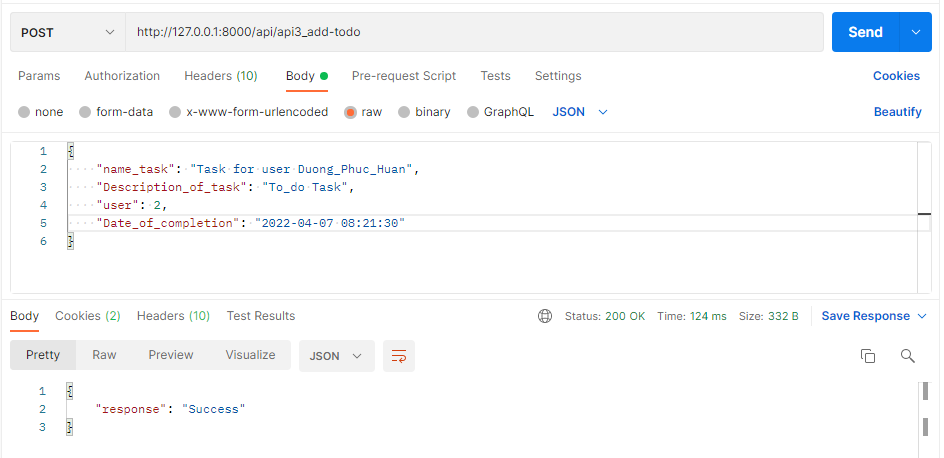 POST http://127.0.0.1:8000/api/api3_add-todo Send
Params Authorization Headers (10) Body Pre-request Script Tests Settings Cookies
none form-data x-www-form-urlencoded raw binary GraphQL JSON Beautify
1 {
2 "name_task": "Task for user Duong_Phuc_Huan",
3 "Description_of_task": "To_do Task",
4 "user": 2,
5 "Date_of_completion": "2022-04-07 08:21:30"
6 }
Body Cookies (2) Headers (10) Test Results Status: 200 OK Time: 124 ms Size: 332 B Save Response
Pretty Raw Preview Visualize JSON
1 {
2 "response": "Success"
3 }